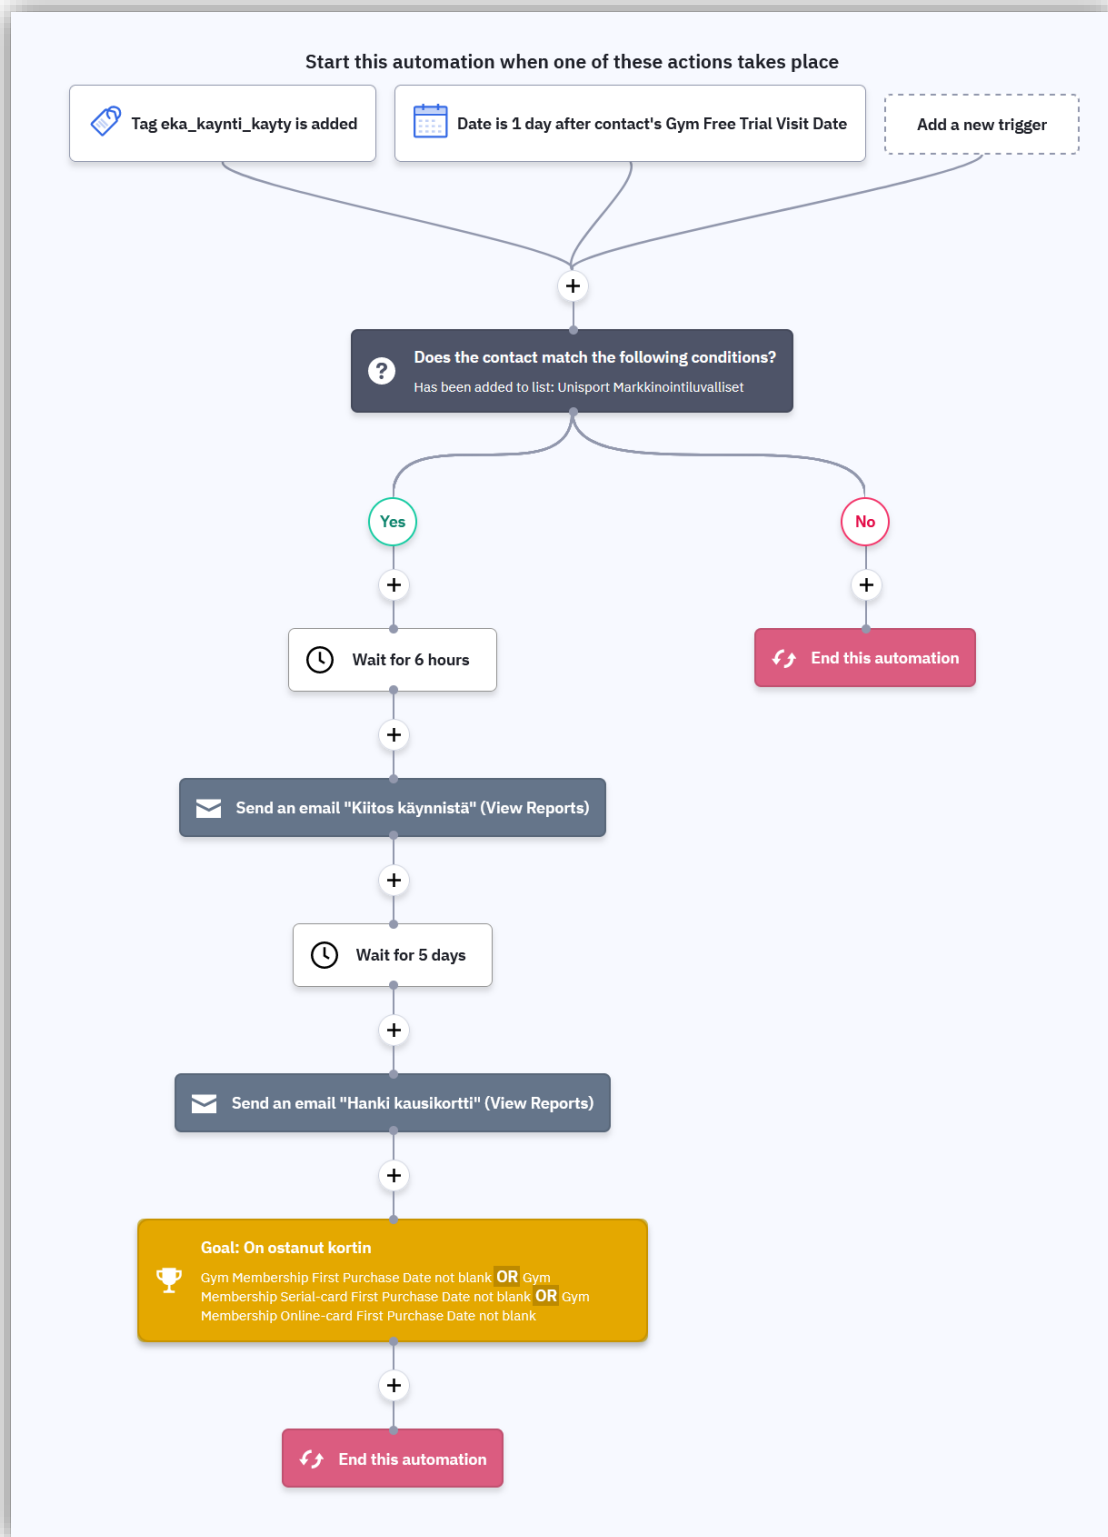 Start this automation when one of these actions takes place
Tag eka_kaynti_kayty is added
Date is 1 day after contact's Gym Free Trial Visit Date
Add a new trigger
Does the contact match the following conditions?
Has been added to list: Unisport Markkinointiluvalliset
Yes
No
Wait for 6 hours
End this automation
Send an email "Kiitos käynnistä" (View Reports)
Wait for 5 days
Send an email "Hanki kausikortti" (View Reports)
Goal: On ostanut kortin
Gym Membership First Purchase Date not blank OR Gym
Membership Serial-card First Purchase Date not blank OR Gym
Membership Online-card First Purchase Date not blank
End this automation